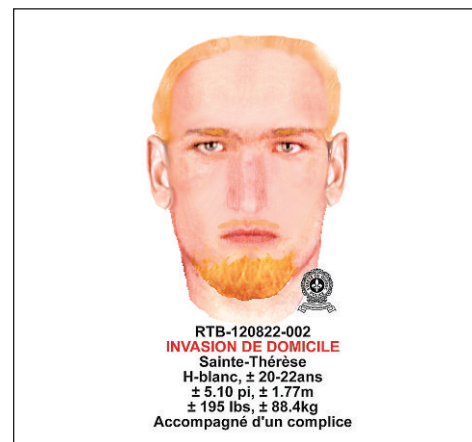 RTB-120822-002
INVASION DE DOMICILE
Sainte-Thérèse
H-blanc, ± 20-22ans
± 5.10 pi, ± 1.77m
± 195 lbs, ± 88.4kg
Accompagné d'un complice